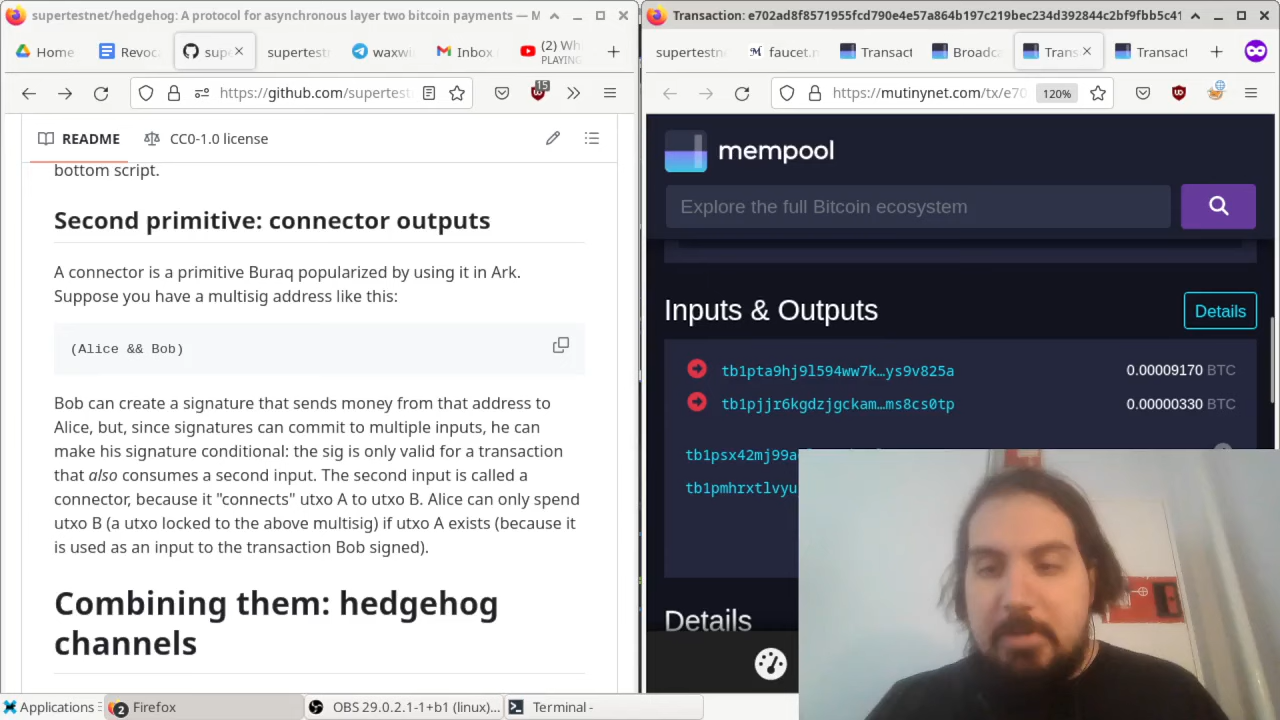 supertestnet/hedgehog: A protocol for asynchronous layer two bitcoin payments — M
Home
Revoc
supe
supertestn
waxwin
Inbox
(2) Wh
PLAYING
15
https://github.com/supertest
README
CC0-1.0 license
bottom script.
Second primitive: connector outputs
A connector is a primitive Buraq popularized by using it in Ark.
Suppose you have a multisig address like this:
(Alice && Bob)
Bob can create a signature that sends money from that address to
Alice, but, since signatures can commit to multiple inputs, he can
make his signature conditional: the sig is only valid for a transaction
that also consumes a second input. The second input is called a
connector, because it "connects" utxo A to utxo B. Alice can only spend
utxo B (a utxo locked to the above multisig) if utxo A exists (because it
is used as an input to the transaction Bob signed).
Combining them: hedgehog
channels
Transaction: e702ad8f8571955fcd790e4e57a864b197c219bec234d392844c2bf9fbb5c41
supertestne
faucet.n
Transact
Broadc
Trans
Transact
https://mutinynet.com/tx/e70
120%
mempool
Explore the full Bitcoin ecosystem
Inputs & Outputs
Details
tb1pta9hj9l594ww7k…ys9v825a
0.00009170 BTC
tb1pjjr6kgdzjgckam…ms8cs0tp
0.00000330 BTC
tb1psx42mj99a
tb1pmhrxtlvyu
Details
Applications
2
Firefox
OBS 29.0.2.1-1+b1 (linux)...
Terminal -